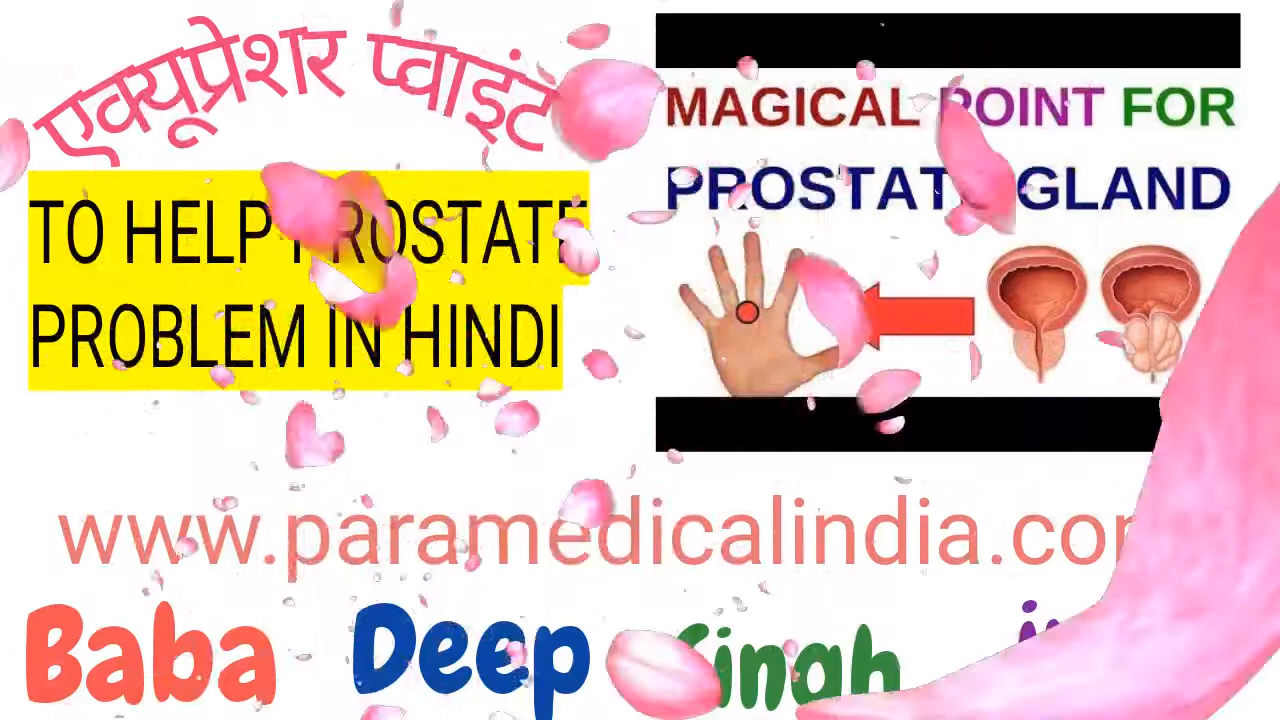 एक्यूप्रेशर प्वाइंट
TO HELP PROSTATE
PROBLEM IN HINDI
MAGICAL POINT FOR
PROSTATE GLAND
www.paramedicalindia.com
Baba Deep Singh